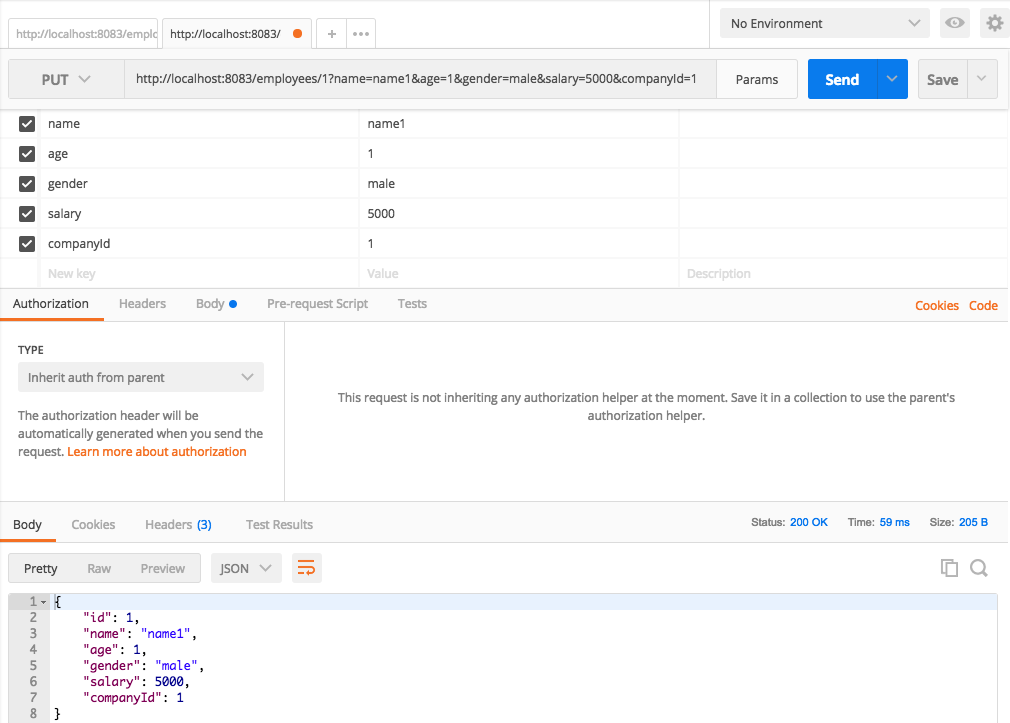 http://localhost:8083/emplo
http://localhost:8083/
No Environment
PUT
http://localhost:8083/employees/1?name=name1&age=1&gender=male&salary=5000&companyId=1
Params
Send
Save
name name1
age 1
gender male
salary 5000
companyId 1
New key Value Description
Authorization Headers Body Pre-request Script Tests Cookies Code
TYPE
Inherit auth from parent
The authorization header will be
automatically generated when you send the
request. Learn more about authorization
This request is not inheriting any authorization helper at the moment. Save it in a collection to use the parent's
authorization helper.
Body Cookies Headers (3) Test Results Status: 200 OK Time: 59 ms Size: 205 B
Pretty Raw Preview JSON
1 {
2 "id": 1,
3 "name": "name1",
4 "age": 1,
5 "gender": "male",
6 "salary": 5000,
7 "companyId": 1
8 }